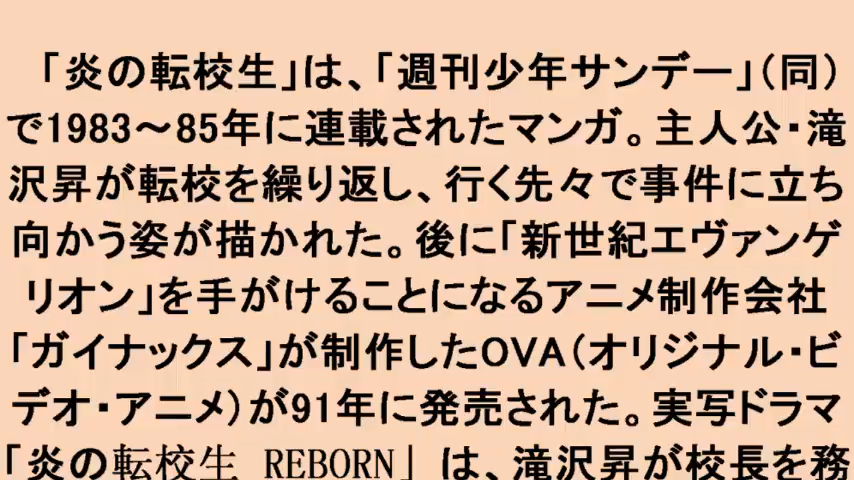 「炎の転校生」は、「週刊少年サンデー」(同)
で1983～85年に連載されたマンガ。主人公・滝
沢昇が転校を繰り返し、行く先々で事件に立ち
向かう姿が描かれた。後に「新世紀エヴァンゲ
リオン」を手がけることになるアニメ制作会社
「ガイナックス」が制作したOVA(オリジナル・ビ
デオ・アニメ)が91年に発売された。実写ドラマ
「炎の転校生 REBORN」 は、滝沢昇が校長を務